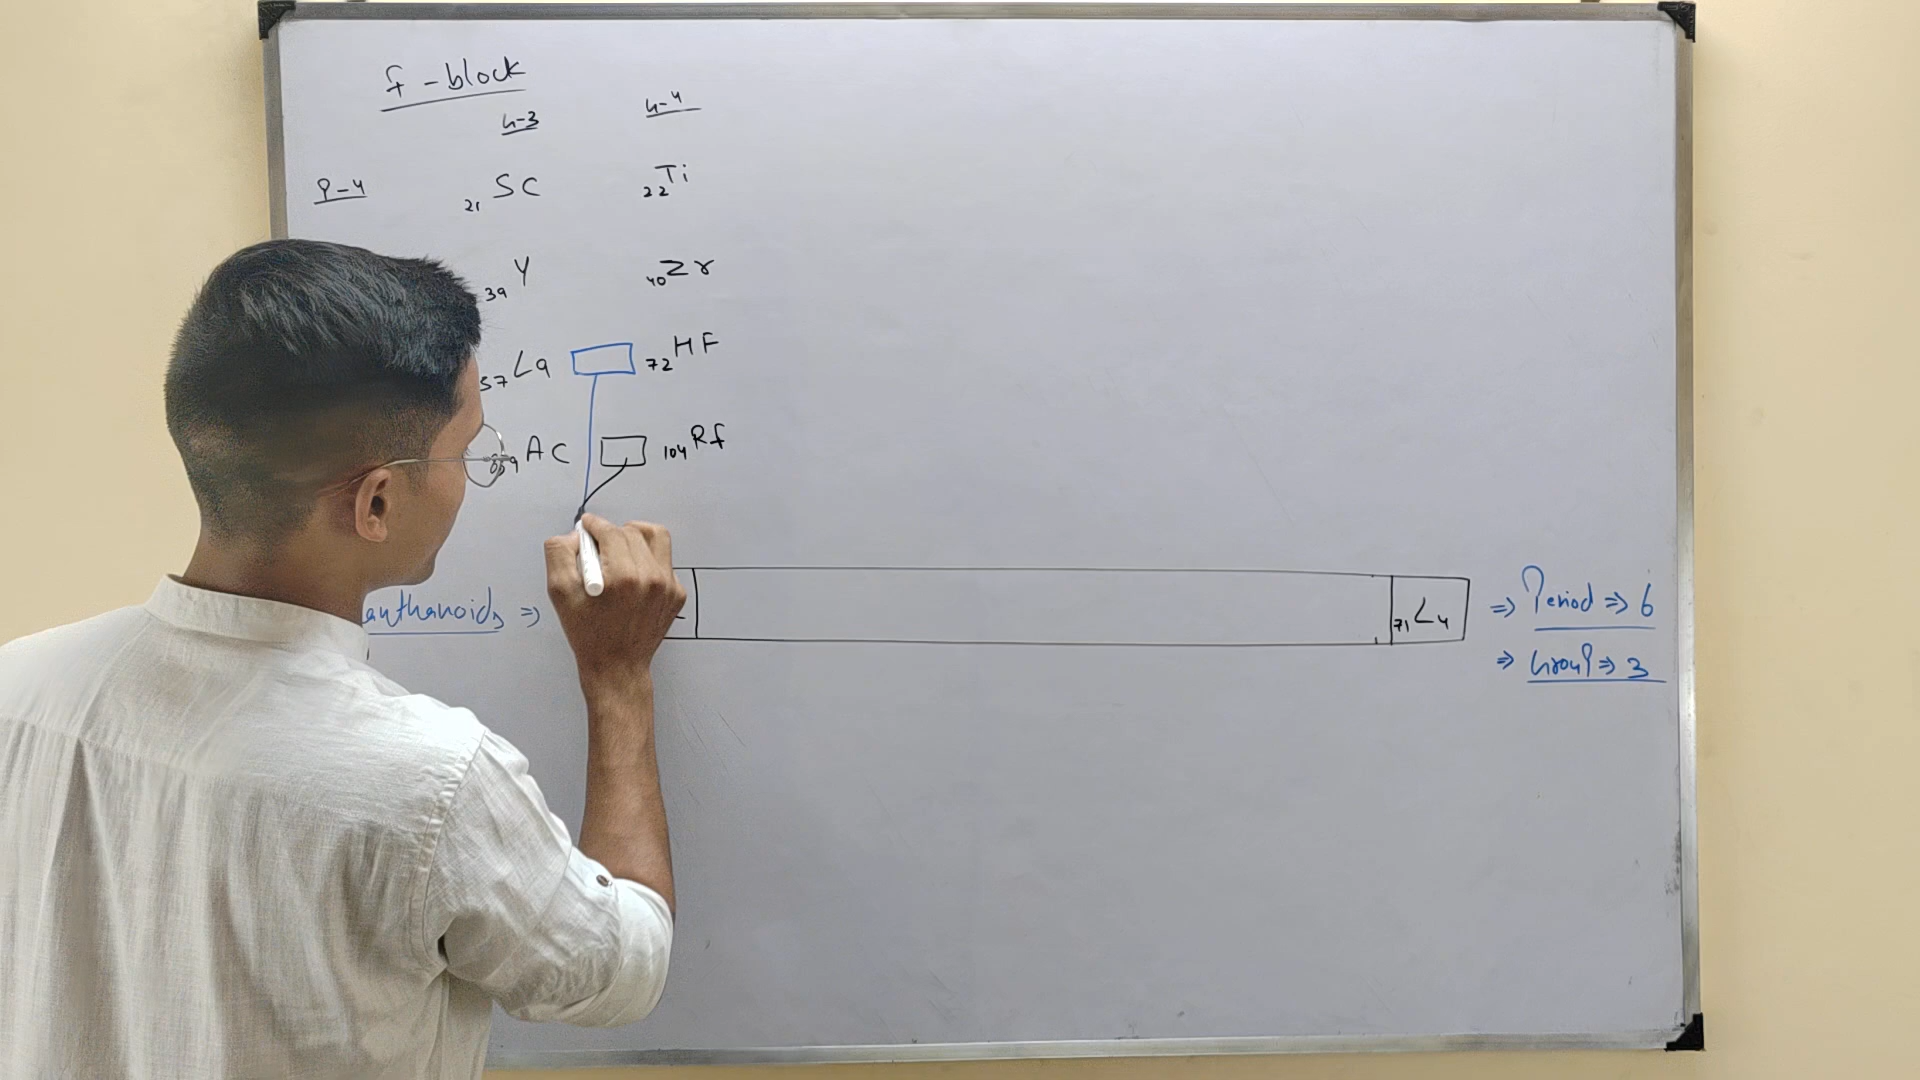 f-block
G-3 G-4
P-4 21 Sc 22 Ti
39 Y 40 Zr
57 La 72 HF
89 Ac 104 Rf
anthanoids ⇒ 71 Lu ⇒ Period ⇒ 6
⇒ Group ⇒ 3